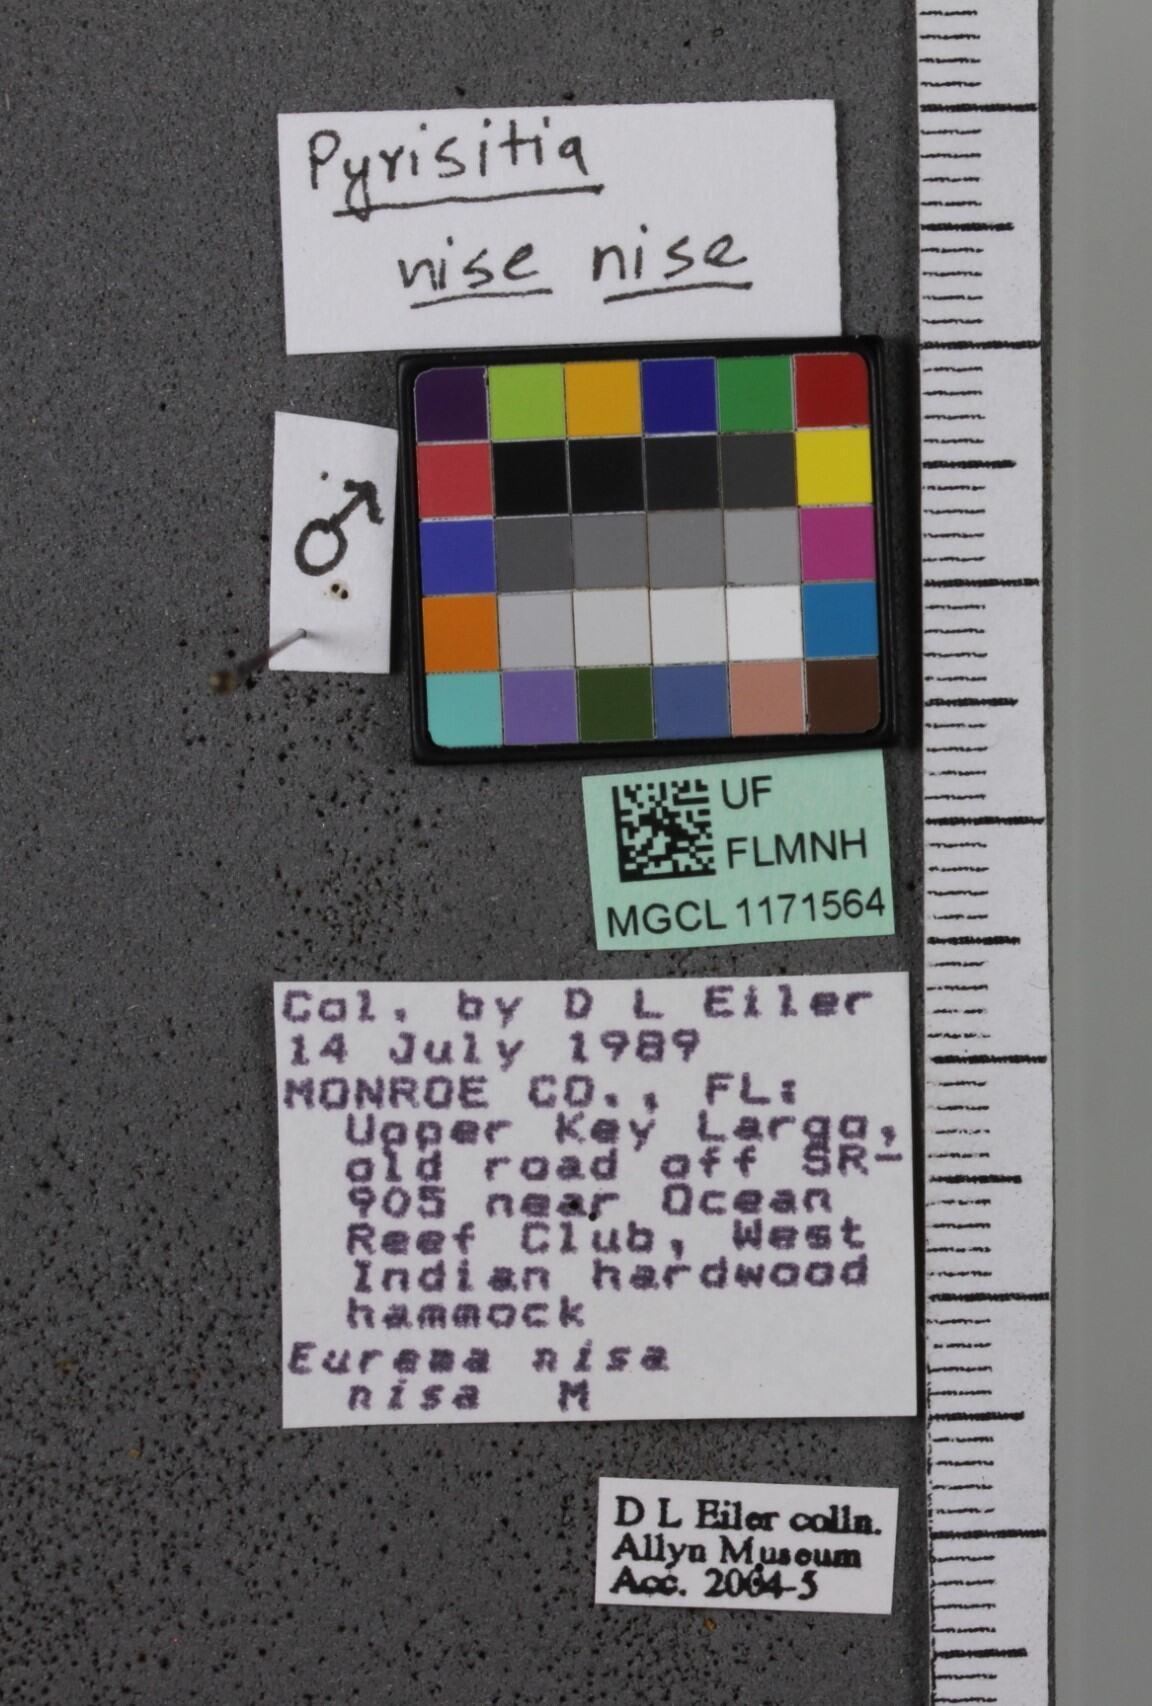 Pyrisitia
nise nise
♂
UF
FLMNH
MGCL 1171564
Col. by D L Eiler
14 July 1989
MONROE CO., FL:
Upper Key Largo,
old road off SR-
905 near Ocean
Reef Club, West
Indian hardwood
hammock
Eurema nisa
nisa M
D L Eiler colln.
Allyn Museum
Acc. 2004-5